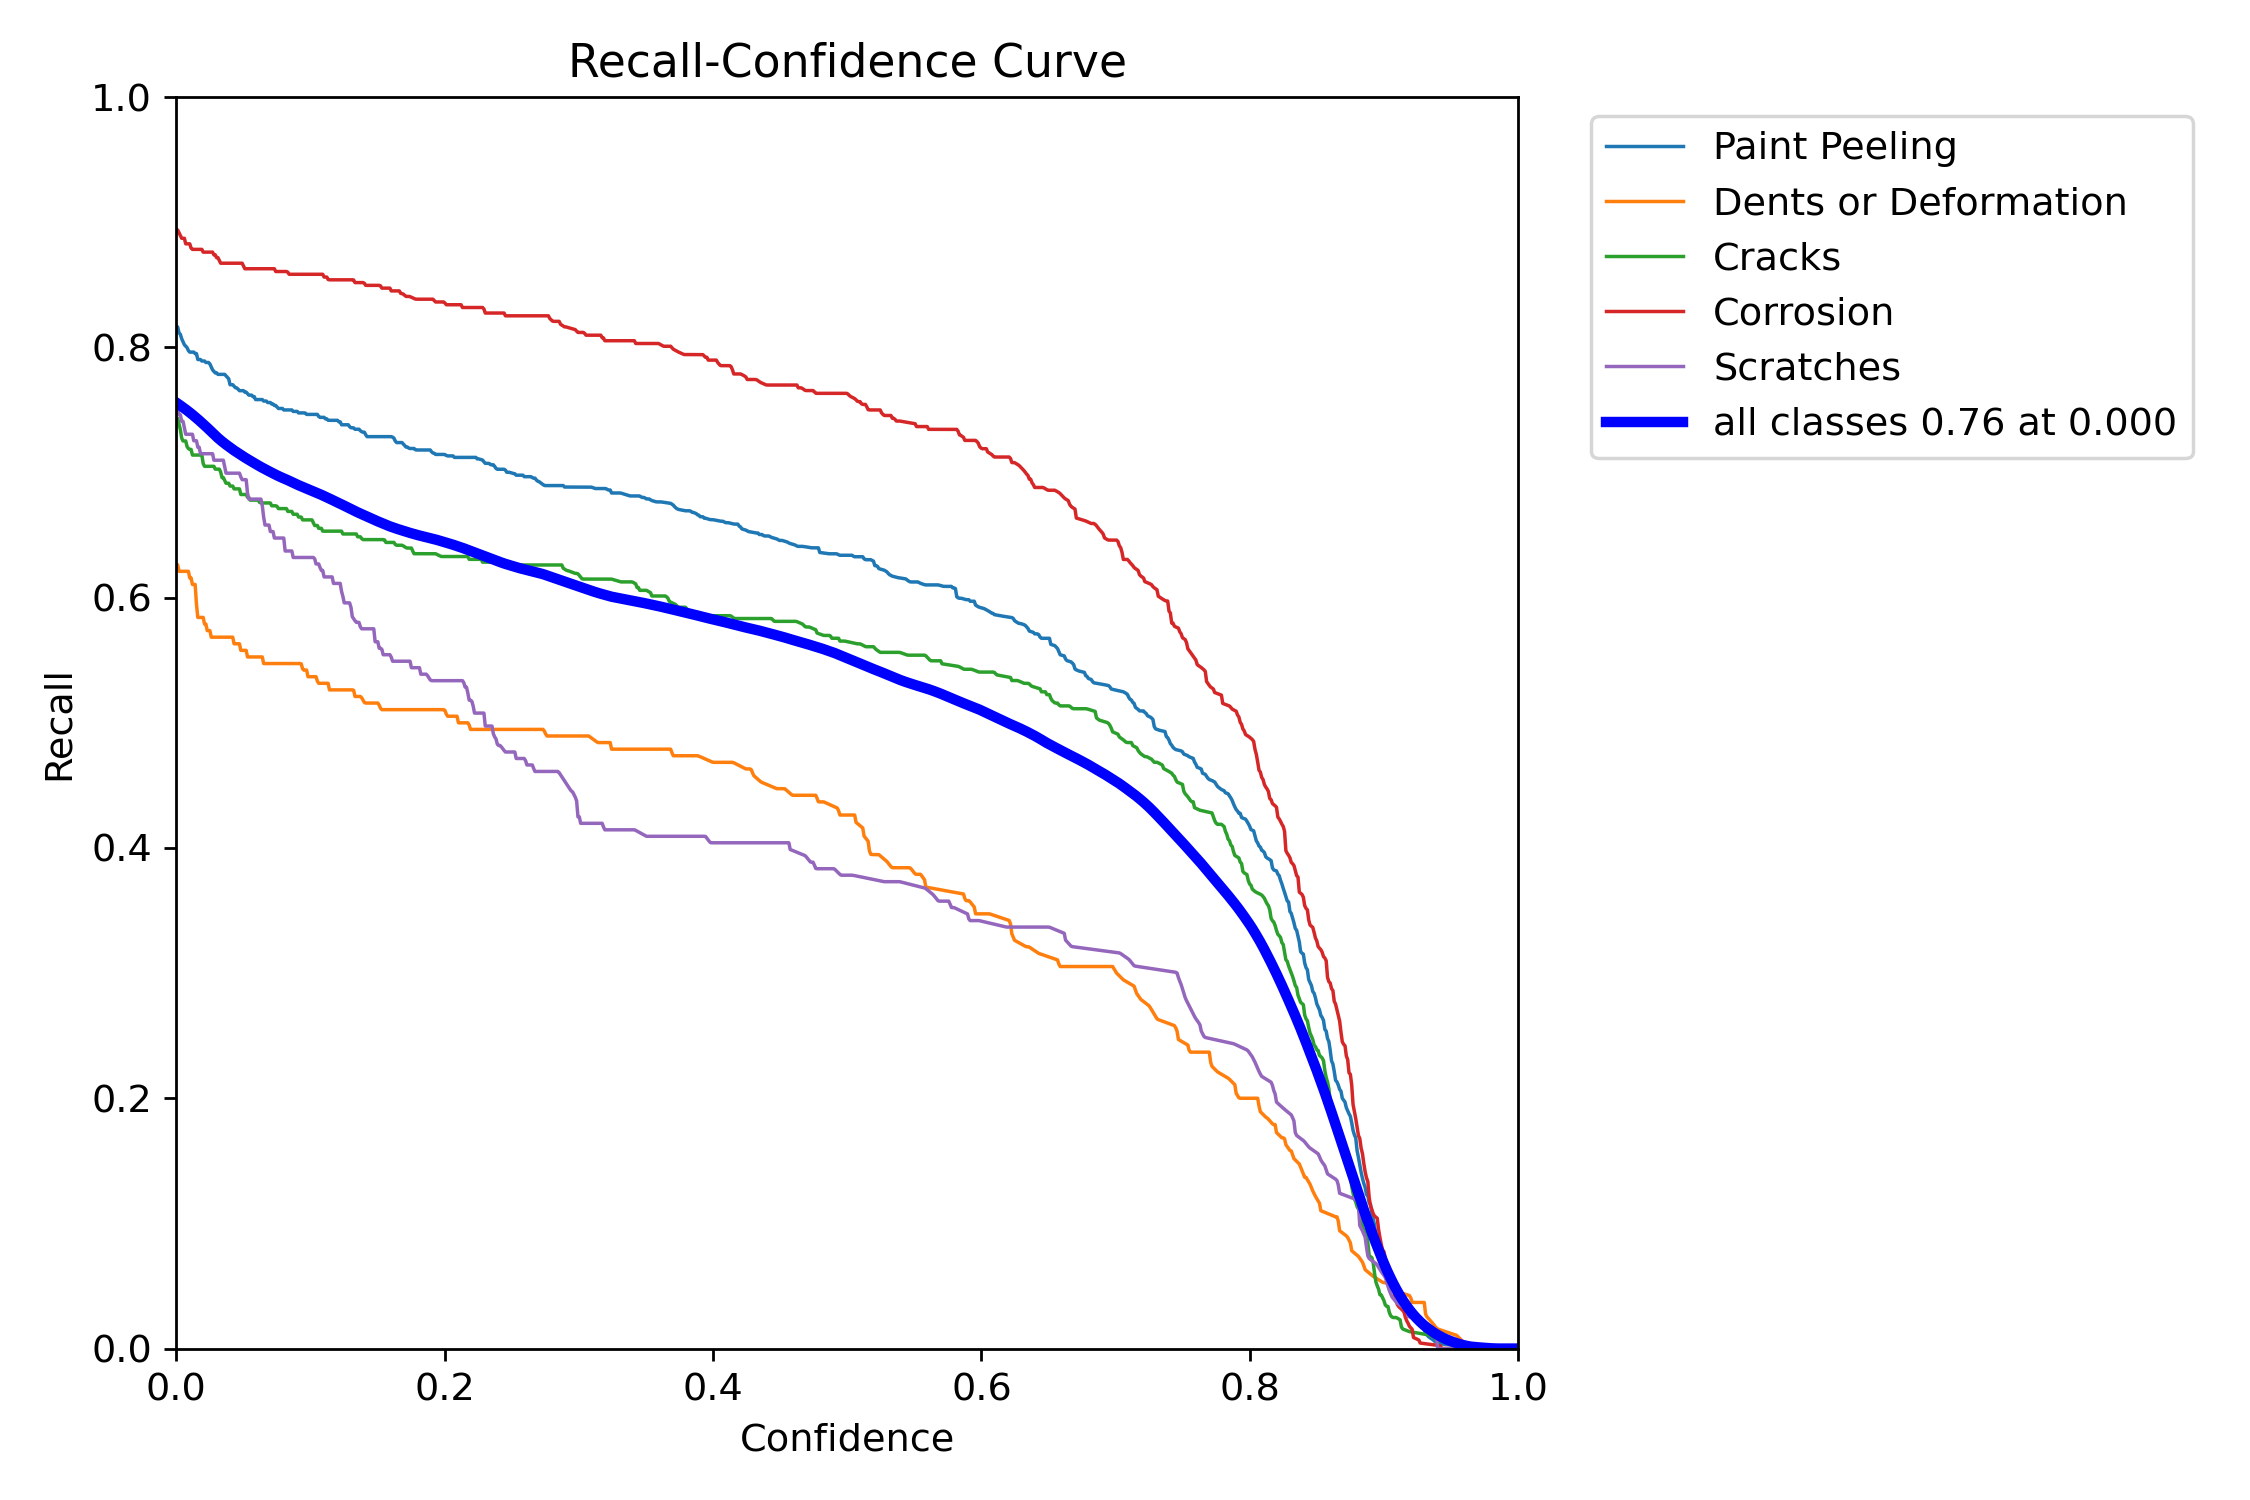 Recall-Confidence Curve
1.0
0.8
0.6
0.4
0.2
0.0
Recall
0.0 0.2 0.4 0.6 0.8 1.0
Confidence
Paint Peeling
Dents or Deformation
Cracks
Corrosion
Scratches
all classes 0.76 at 0.000